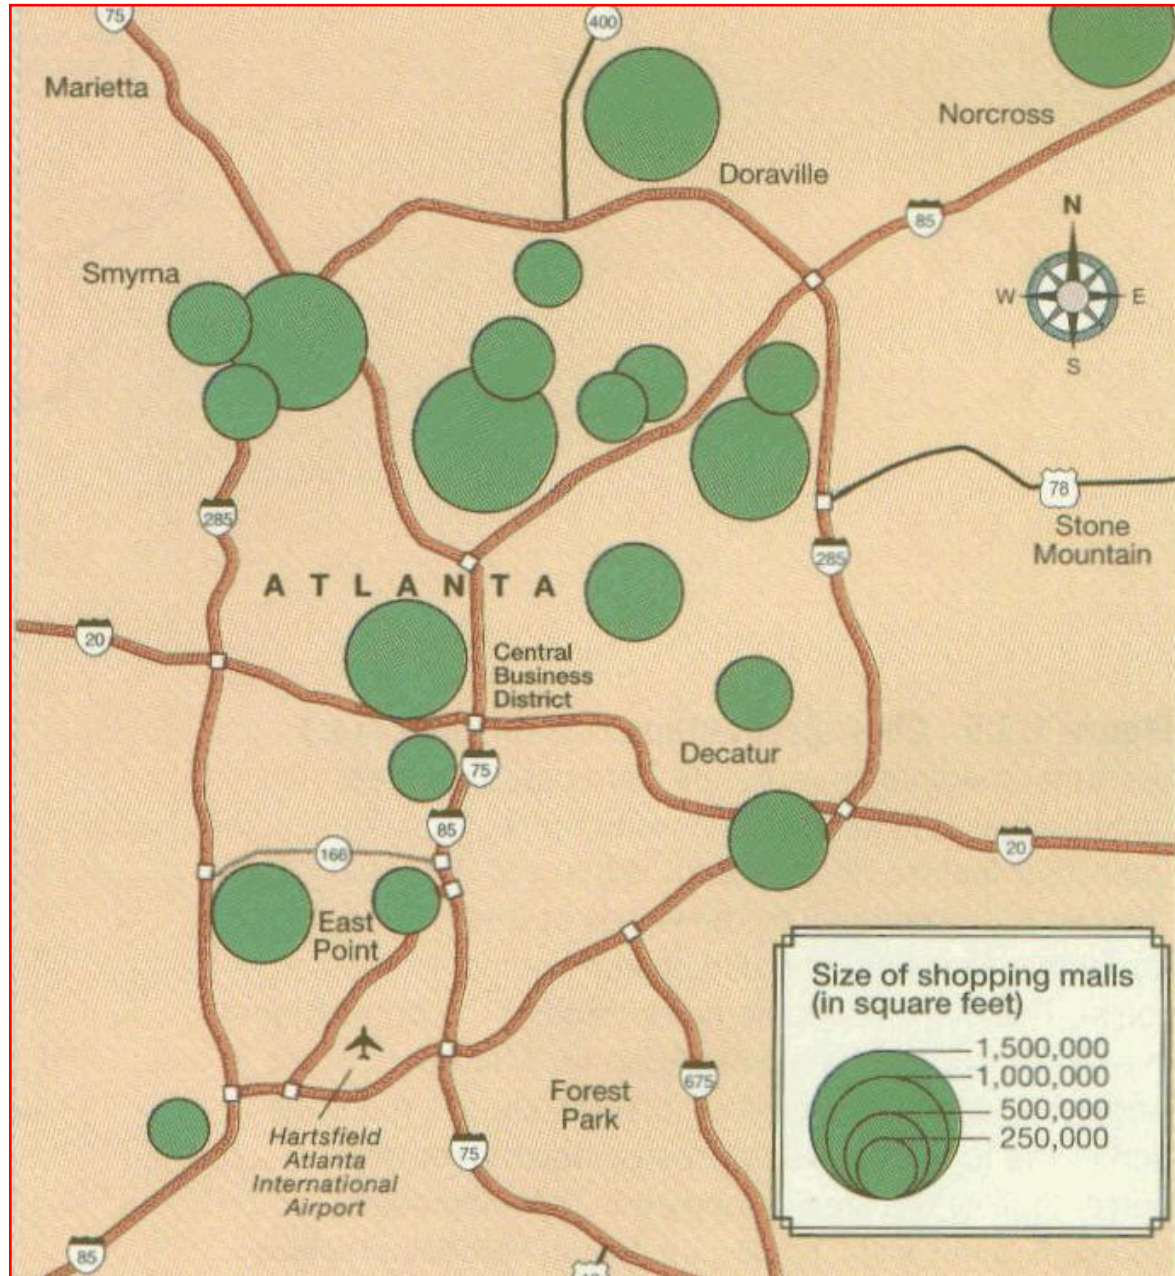 75
400
Marietta
Norcross
Doraville
85
N
Smyrna
W
E
S
78
285
Stone
Mountain
285
ATLANTA
20
Central
Business
District
Decatur
75
85
166
20
East
Point
Size of shopping malls
(in square feet)
1,500,000
1,000,000
500,000
250,000
Forest
Park
675
Hartsfield
Atlanta
International
Airport
75
85